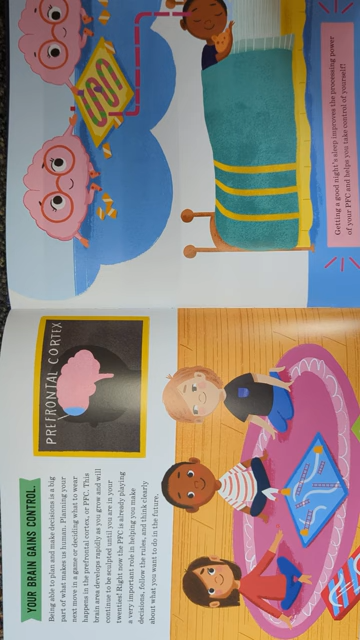 YOUR BRAIN GAINS CONTROL.
Being able to plan and make decisions is a big
part of what makes us human. Planning your
next move in a game or deciding what to wear
happens in the prefrontal cortex, or PFC. This
brain area develops rapidly as you grow and will
continue to be sculpted until you are in your
twenties! Right now the PFC is already playing
a very important role in helping you make
decisions, follow the rules, and think clearly
about what you want to do in the future.
PREFRONTAL CORTEX
Getting a good night's sleep improves the processing power
of your PFC and helps you take control of yourself!